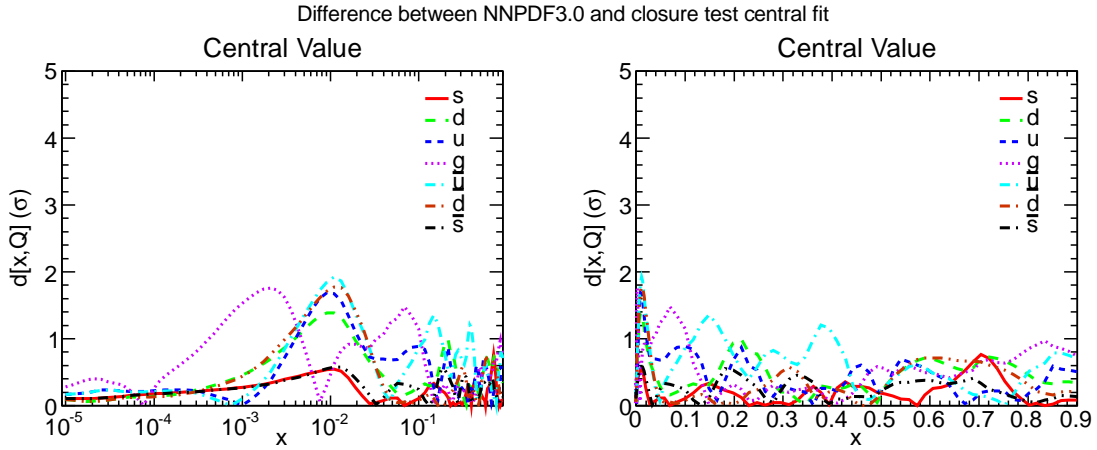 Difference between NNPDF3.0 and closure test central fit
Central Value
d[x,Q] (σ)
5
4
3
2
1
0
10⁻⁵
10⁻⁴
10⁻³
10⁻²
10⁻¹
x
s
d
u
g
ū
d̄
s̄
Central Value
d[x,Q] (σ)
5
4
3
2
1
0
0
0.1
0.2
0.3
0.4
0.5
0.6
0.7
0.8
0.9
x
s
d
u
g
ū
d̄
s̄